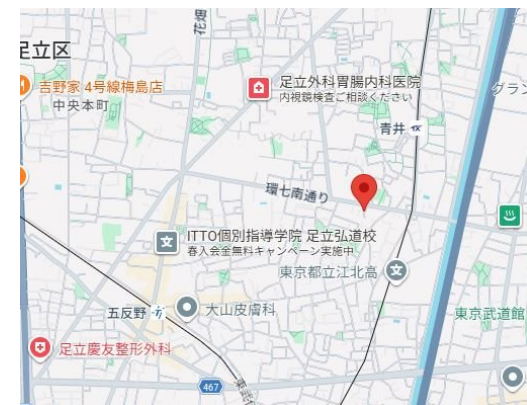 花畑
足立区
吉野家 4号線梅島店
中央本町
足立外科胃腸内科医院
内視鏡検査ご相談ください
グラン
青井
環七南通り
ITTO個別指導学院 足立弘道校
春入会金無料キャンペーン実施中
東京都立江北高
五反野
大山皮膚科
東京武道館
足立慶友整形外科
467
東武